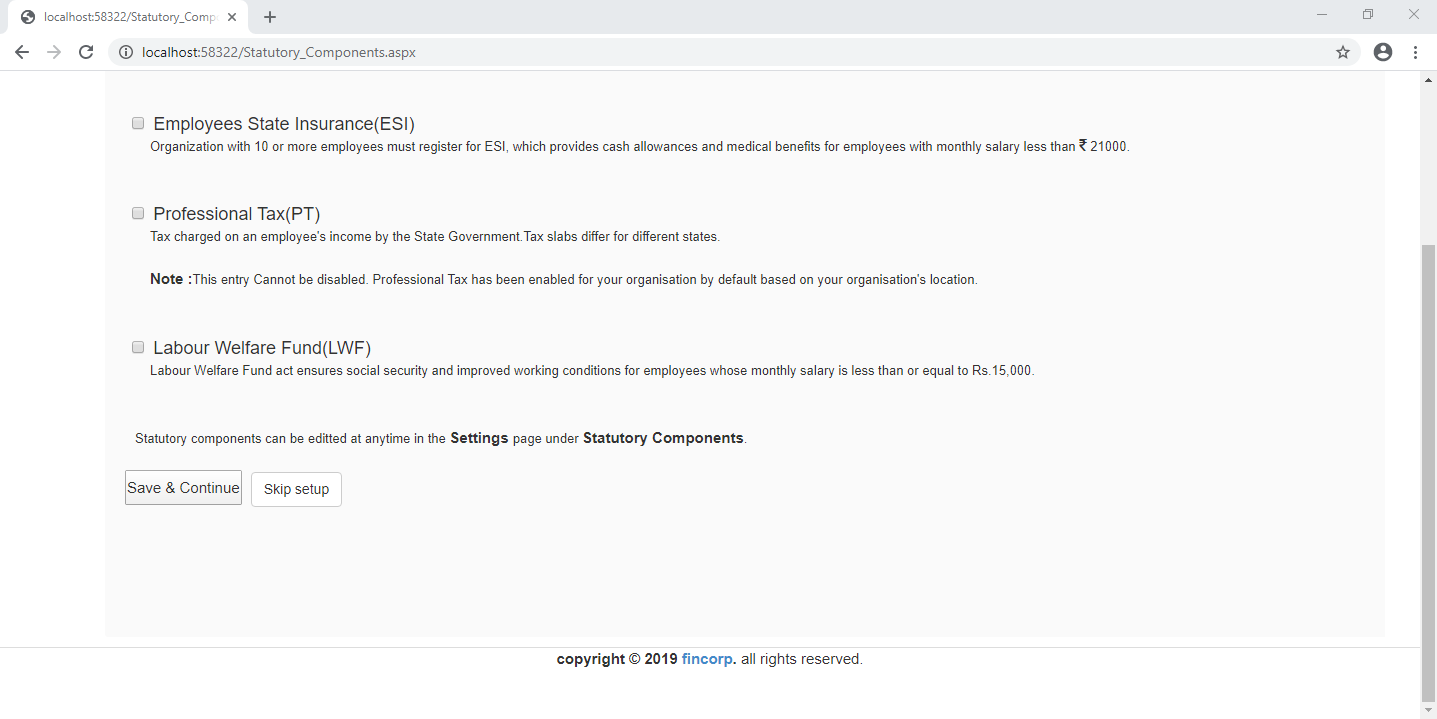 localhost:58322/Statutory_Comp
localhost:58322/Statutory_Components.aspx
Employees State Insurance(ESI)
Organization with 10 or more employees must register for ESI, which provides cash allowances and medical benefits for employees with monthly salary less than ₹ 21000.
Professional Tax(PT)
Tax charged on an employee's income by the State Government.Tax slabs differ for different states.
Note :This entry Cannot be disabled. Professional Tax has been enabled for your organisation by default based on your organisation's location.
Labour Welfare Fund(LWF)
Labour Welfare Fund act ensures social security and improved working conditions for employees whose monthly salary is less than or equal to Rs.15,000.
Statutory components can be editted at anytime in the Settings page under Statutory Components.
Save & Continue
Skip setup
copyright © 2019 fincorp. all rights reserved.